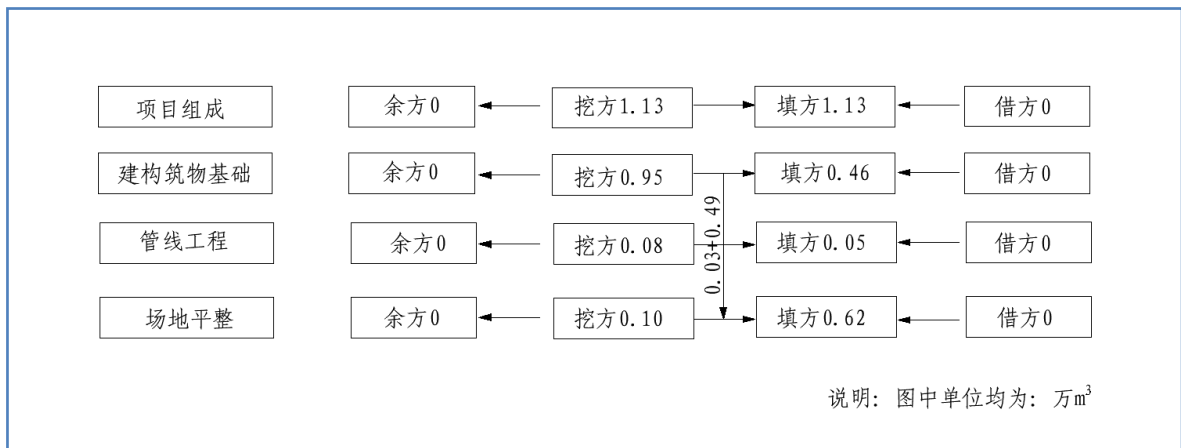 项目组成 余方0 挖方1.13 填方1.13 借方0
建构筑物基础 余方0 挖方0.95 填方0.46 借方0
0.03+0.49
管线工程 余方0 挖方0.08 填方0.05 借方0
场地平整 余方0 挖方0.10 填方0.62 借方0
说明：图中单位均为：万m³